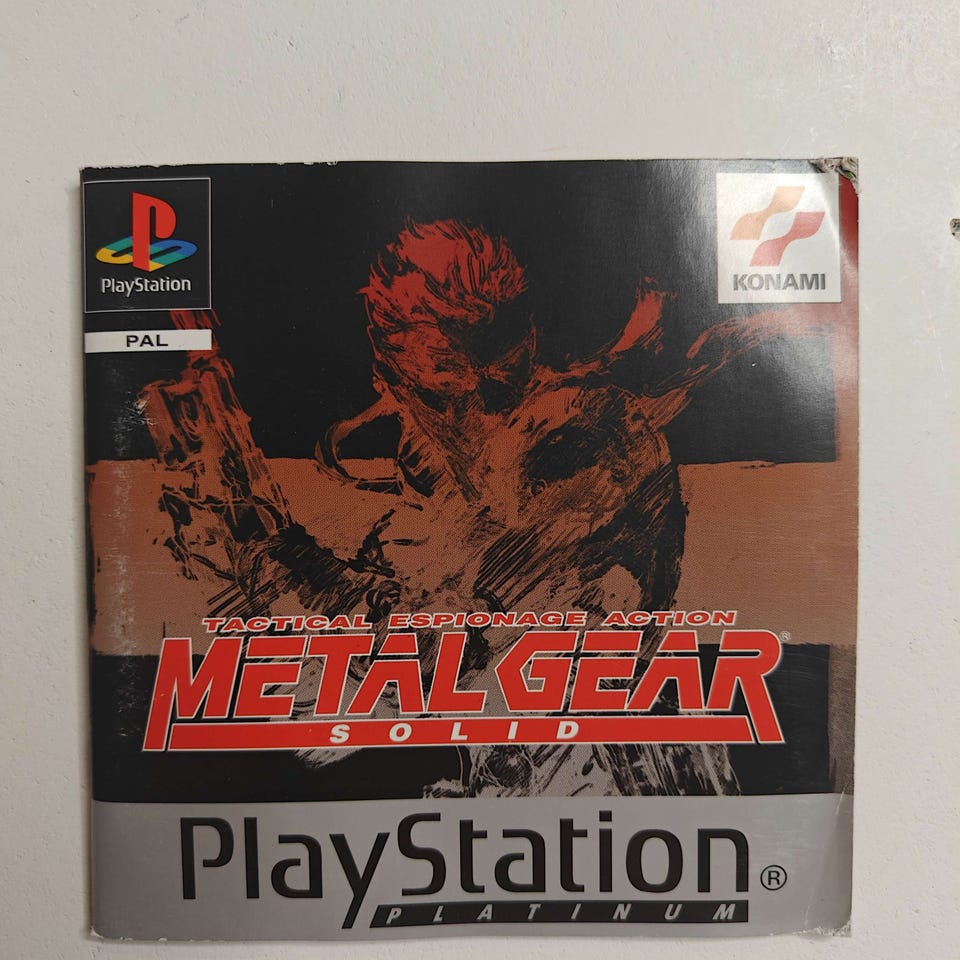 PlayStation
KONAMI
PAL
TACTICAL ESPIONAGE ACTION
METAL GEAR®
SOLID
PlayStation®
PLATINUM